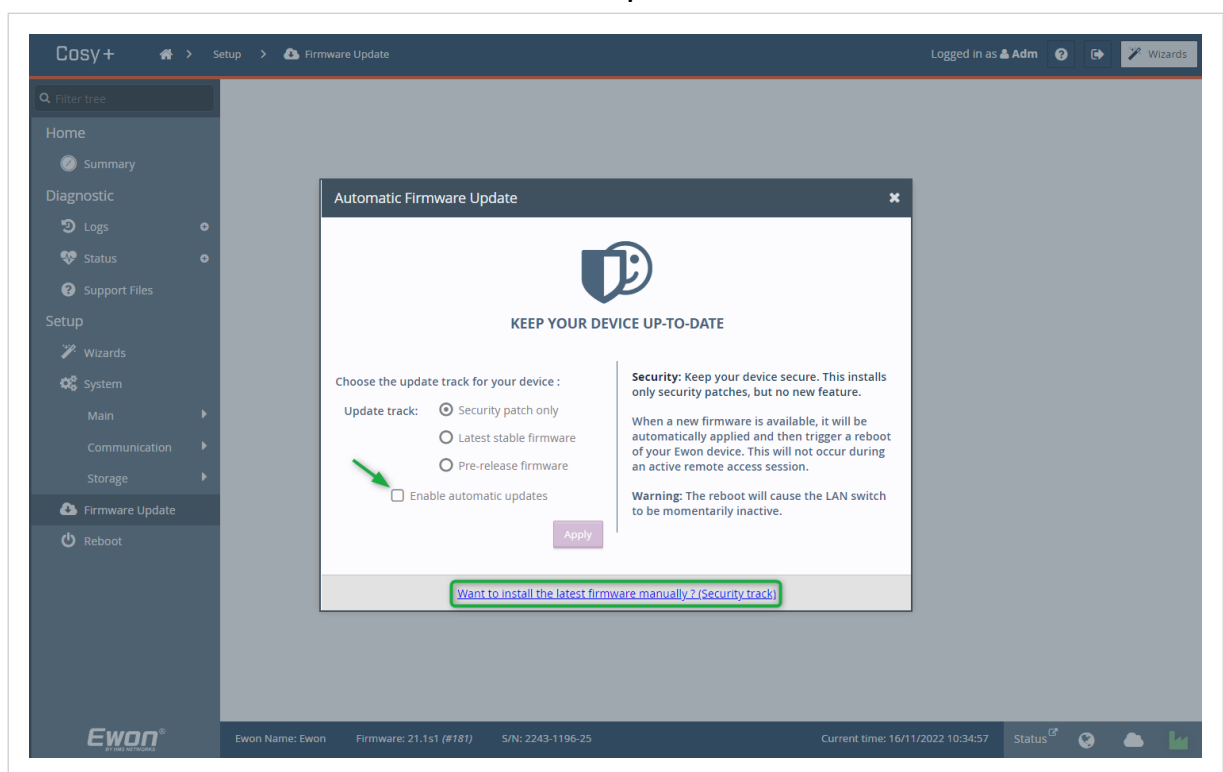 Cosy+
Setup
Firmware Update
Logged in as Adm
Wizards
Filter tree
Home
Summary
Diagnostic
Logs
Status
Support Files
Setup
Wizards
System
Main
Communication
Storage
Firmware Update
Reboot
Automatic Firmware Update
KEEP YOUR DEVICE UP-TO-DATE
Choose the update track for your device :
Update track:
Security patch only
Latest stable firmware
Pre-release firmware
Enable automatic updates
Apply
Security: Keep your device secure. This installs
only security patches, but no new feature.
When a new firmware is available, it will be
automatically applied and then trigger a reboot
of your Ewon device. This will not occur during
an active remote access session.
Warning: The reboot will cause the LAN switch
to be momentarily inactive.
Want to install the latest firmware manually ? (Security track)
Ewon®
BY HMS NETWORKS
Ewon Name: Ewon
Firmware: 21.1s1 (#181)
S/N: 2243-1196-25
Current time: 16/11/2022 10:34:57
Status